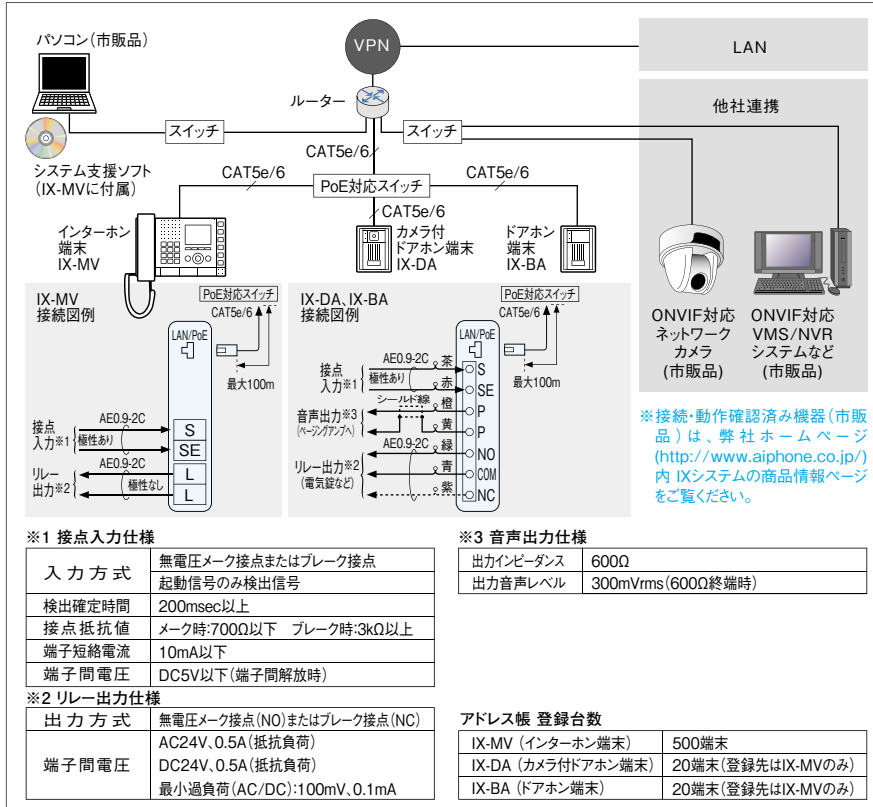 パソコン（市販品）
VPN
LAN
ルーター
他社連携
スイッチ
スイッチ
システム支援ソフト
（IX-MVに付属）
CAT5e/6
CAT5e/6
PoE対応スイッチ
CAT5e/6
CAT5e/6
インターホン
端末
IX-MV
カメラ付
ドアホン端末
IX-DA
ドアホン
端末
IX-BA
ONVIF対応
ネットワーク
カメラ
(市販品)
ONVIF対応
VMS/NVR
システムなど
(市販品)
IX-MV
接続図例
PoE対応スイッチ
CAT5e/6
LAN/PoE
最大100m
接点
入力※1
AE0.9-2C
極性あり
S
SE
リレー
出力※2
AE0.9-2C
極性なし
L
L
IX-DA、IX-BA
接続図例
PoE対応スイッチ
CAT5e/6
LAN/PoE
最大100m
接点
入力※1
AE0.9-2C
極性あり
茶
S
赤
SE
音声出力※3
(ページングアンプへ)
シールド線
橙
P
黄
P
リレー出力※2
(電気錠など)
AE0.9-2C
緑
NO
青
COM
紫
NC
※接続・動作確認済み機器（市販
品）は、弊社ホームページ
(http://www.aiphone.co.jp/)
内 IXシステムの商品情報ページ
をご覧ください。
※1 接点入力仕様
入力方式 無電圧メーク接点またはブレーク接点
起動信号のみ検出信号
検出確定時間 200msec以上
接点抵抗値 メーク時:700Ω以下 ブレーク時:3kΩ以上
端子短絡電流 10mA以下
端子間電圧 DC5V以下（端子間解放時）
※2 リレー出力仕様
出力方式 無電圧メーク接点(NO)またはブレーク接点(NC)
端子間電圧 AC24V、0.5A（抵抗負荷）
DC24V、0.5A（抵抗負荷）
最小過負荷（AC/DC）:100mV、0.1mA
※3 音声出力仕様
出力インピーダンス 600Ω
出力音声レベル 300mVrms（600Ω終端時）
アドレス帳 登録台数
IX-MV（インターホン端末） 500端末
IX-DA（カメラ付ドアホン端末） 20端末（登録先はIX-MVのみ）
IX-BA（ドアホン端末） 20端末（登録先はIX-MVのみ）